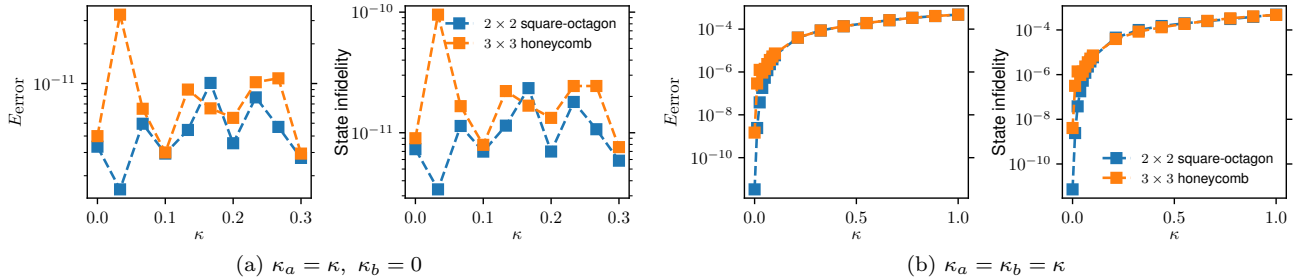 10⁻¹¹
E_error
0.0 0.1 0.2 0.3
κ
10⁻¹⁰
10⁻¹¹
State infidelity
2 × 2 square-octagon
3 × 3 honeycomb
0.0 0.1 0.2 0.3
κ
(a) κ_a = κ, κ_b = 0
10⁻⁴
10⁻⁶
10⁻⁸
10⁻¹⁰
E_error
0.0 0.5 1.0
κ
10⁻⁴
10⁻⁶
10⁻⁸
10⁻¹⁰
State infidelity
2 × 2 square-octagon
3 × 3 honeycomb
0.0 0.5 1.0
κ
(b) κ_a = κ_b = κ